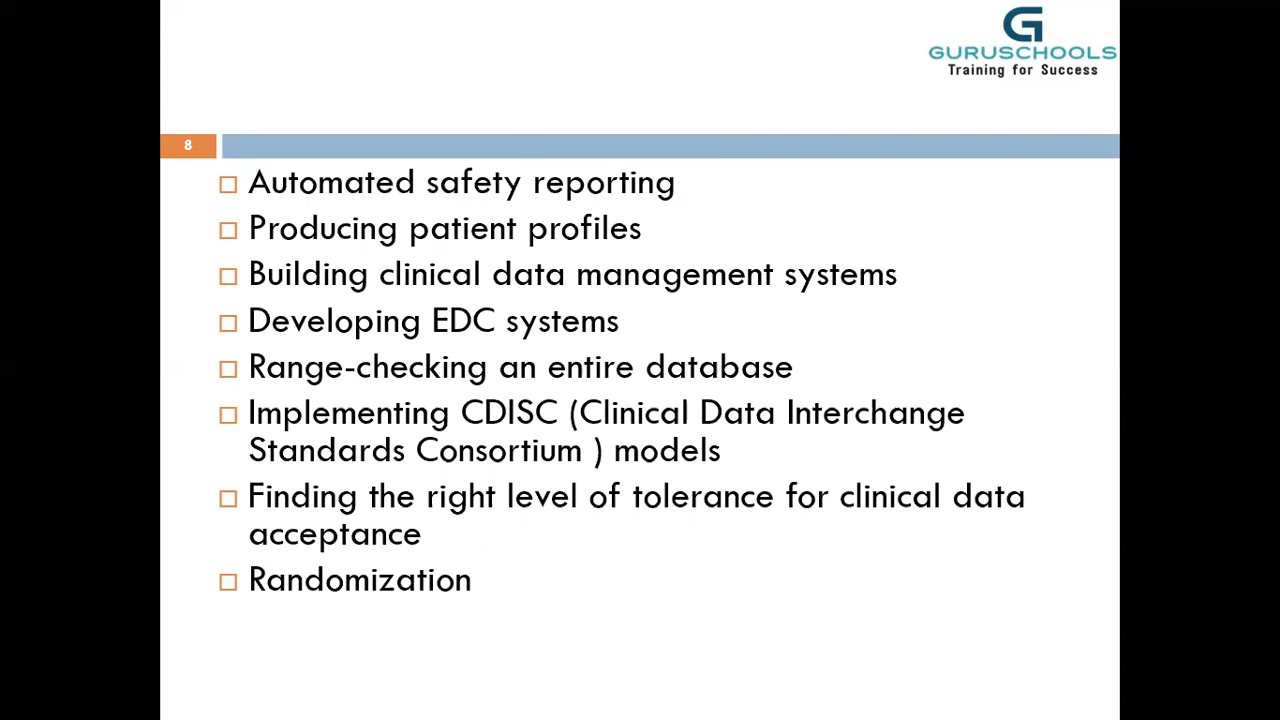 G
GURUSCHOOLS
Training for Success
8
Automated safety reporting
Producing patient profiles
Building clinical data management systems
Developing EDC systems
Range-checking an entire database
Implementing CDISC (Clinical Data Interchange
Standards Consortium ) models
Finding the right level of tolerance for clinical data
acceptance
Randomization